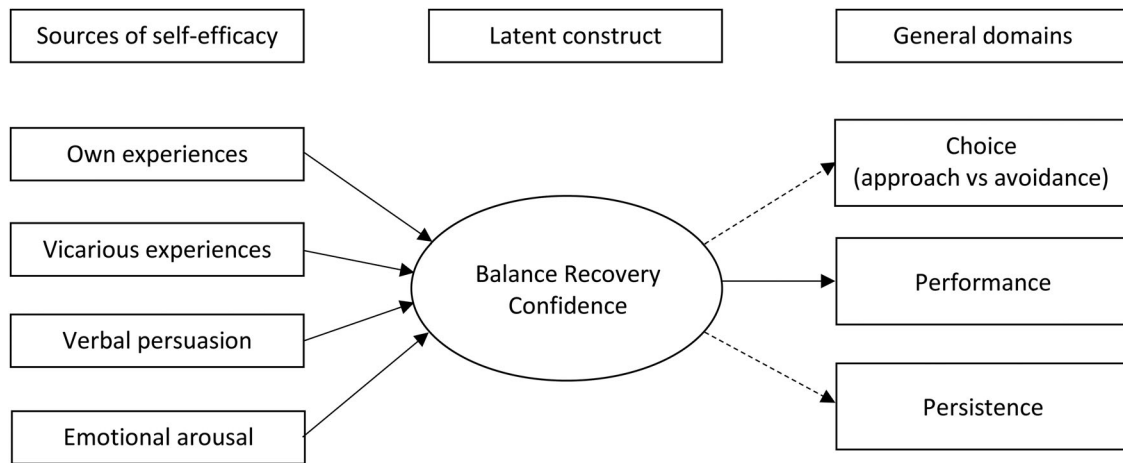 Sources of self-efficacy
Latent construct
General domains
Own experiences
Vicarious experiences
Verbal persuasion
Emotional arousal
Balance Recovery
Confidence
Choice
(approach vs avoidance)
Performance
Persistence